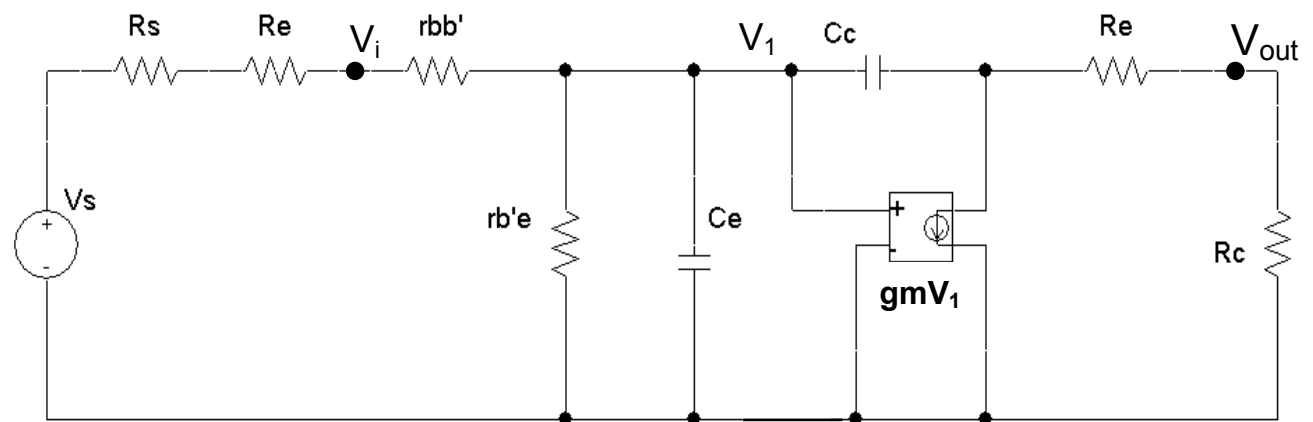 Rs
Re
Vi
rbb'
V1
Cc
Re
Vout
Vs
+
-
rb'e
Ce
+
-
gmV1
Rc